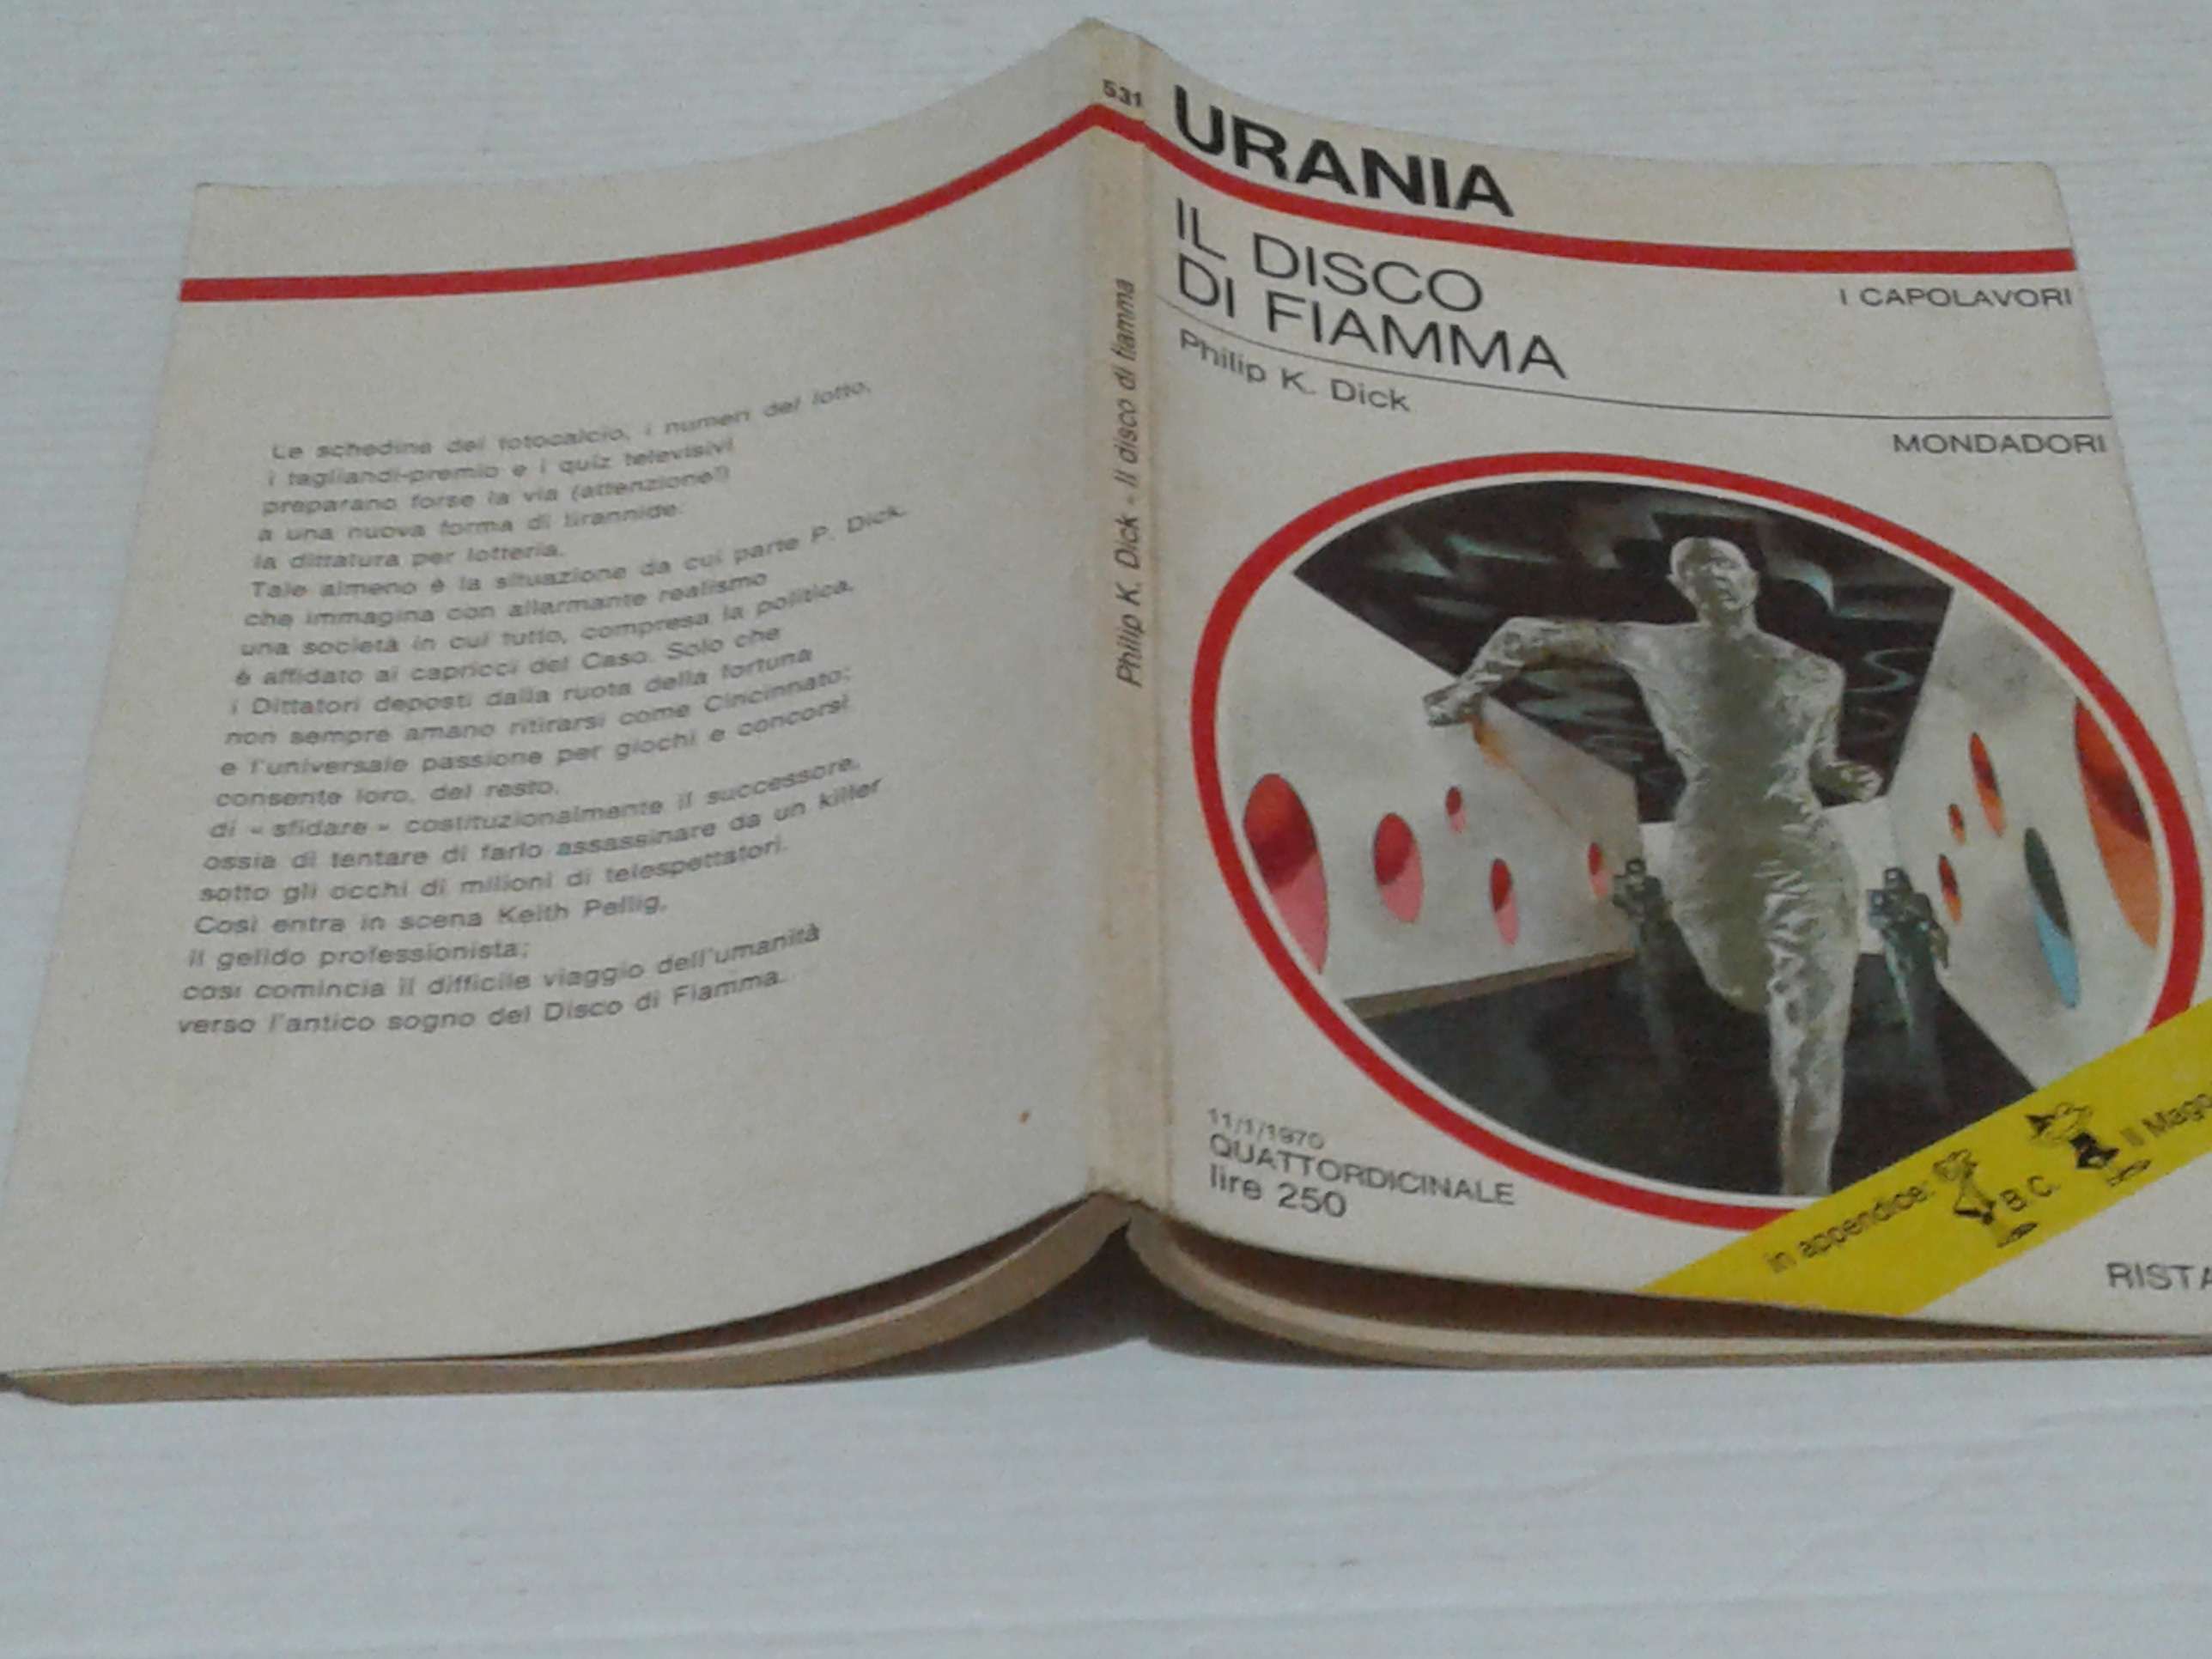 Le schedine del totocalcio, i numeri del lotto,
i tagliandi-premio e i quiz televisivi
preparano forse la via (attenzione!)
a una nuova forma di tirannide:
la dittatura per lotteria.
Tale almeno è la situazione da cui parte P. Dick,
che immagina con allarmante realismo
una società in cui tutto, compresa la politica,
è affidato ai capricci del Caso. Solo che
i Dittatori deposti dalla ruota della fortuna
non sempre amano ritirarsi come Cincinnato;
e l'universale passione per giochi e concorsi
consente loro, del resto,
di « sfidare » costituzionalmente il successore,
ossia di tentare di farlo assassinare da un killer
sotto gli occhi di milioni di telespettatori.
Così entra in scena Keith Pellig,
il gelido professionista;
così comincia il difficile viaggio dell'umanità
verso l'antico sogno del Disco di Fiamma.
531
Philip K. Dick - Il disco di fiamma
URANIA
IL DISCO
DI FIAMMA
I CAPOLAVORI
Philip K. Dick
MONDADORI
11/1/1970
QUATTORDICINALE
lire 250
in appendice: B.C. Il Mago
RISTA